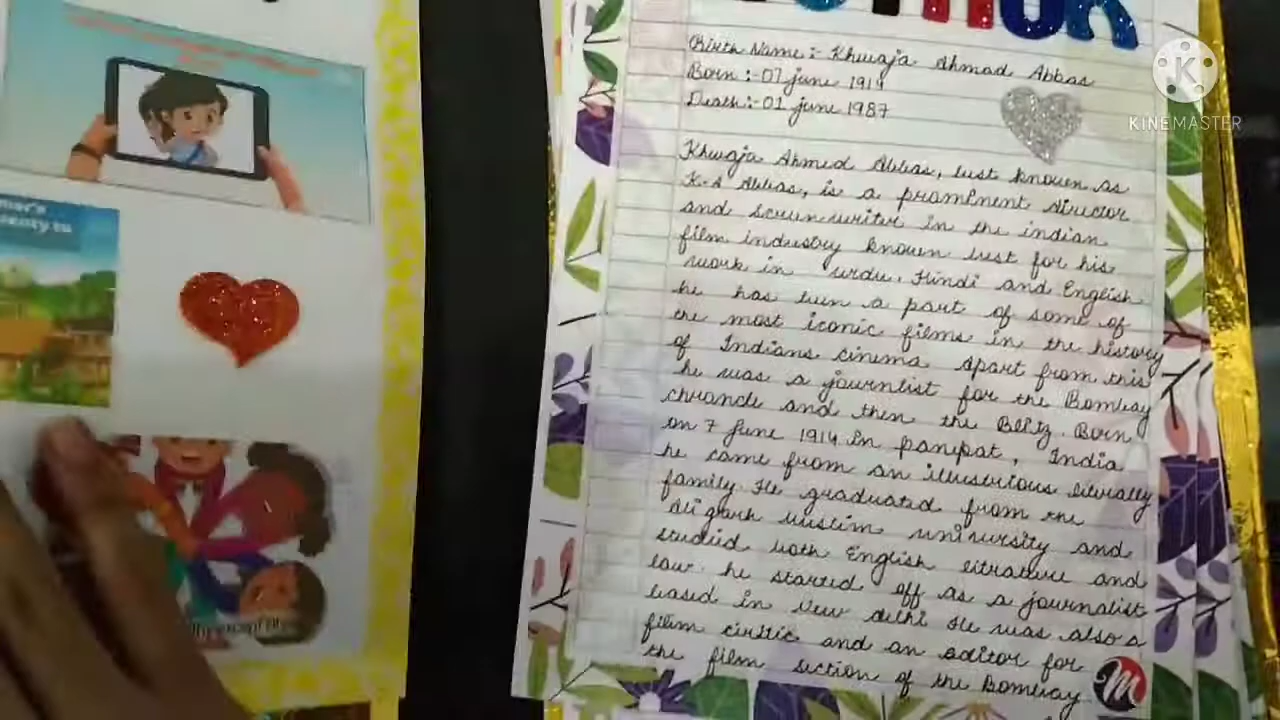 Birth Name :- Khwaja Ahmad Abbas
Born :- 07 june 1914
Death :- 01 june 1987
Khwaja Ahmed Abbas, best known as
K.A Abbas, is a prominent director
and screenwriter in the indian
film industry known best for his
work in urdu, Hindi and English
he has been a part of some of
the most iconic films in the history
of Indians cinema apart from this
he was a journlist for the Bombay
chronicle and then the Blitz. Born
on 7 June 1914 in panipat, India
he came from an illustrious literally
family. He graduated from the
Aligarh muslim university and
studied both English litrature and
law. he started off as a journalist
based in New delhi He was also a
film critic and an editor for
the film section of the Bombay
KINEMASTER